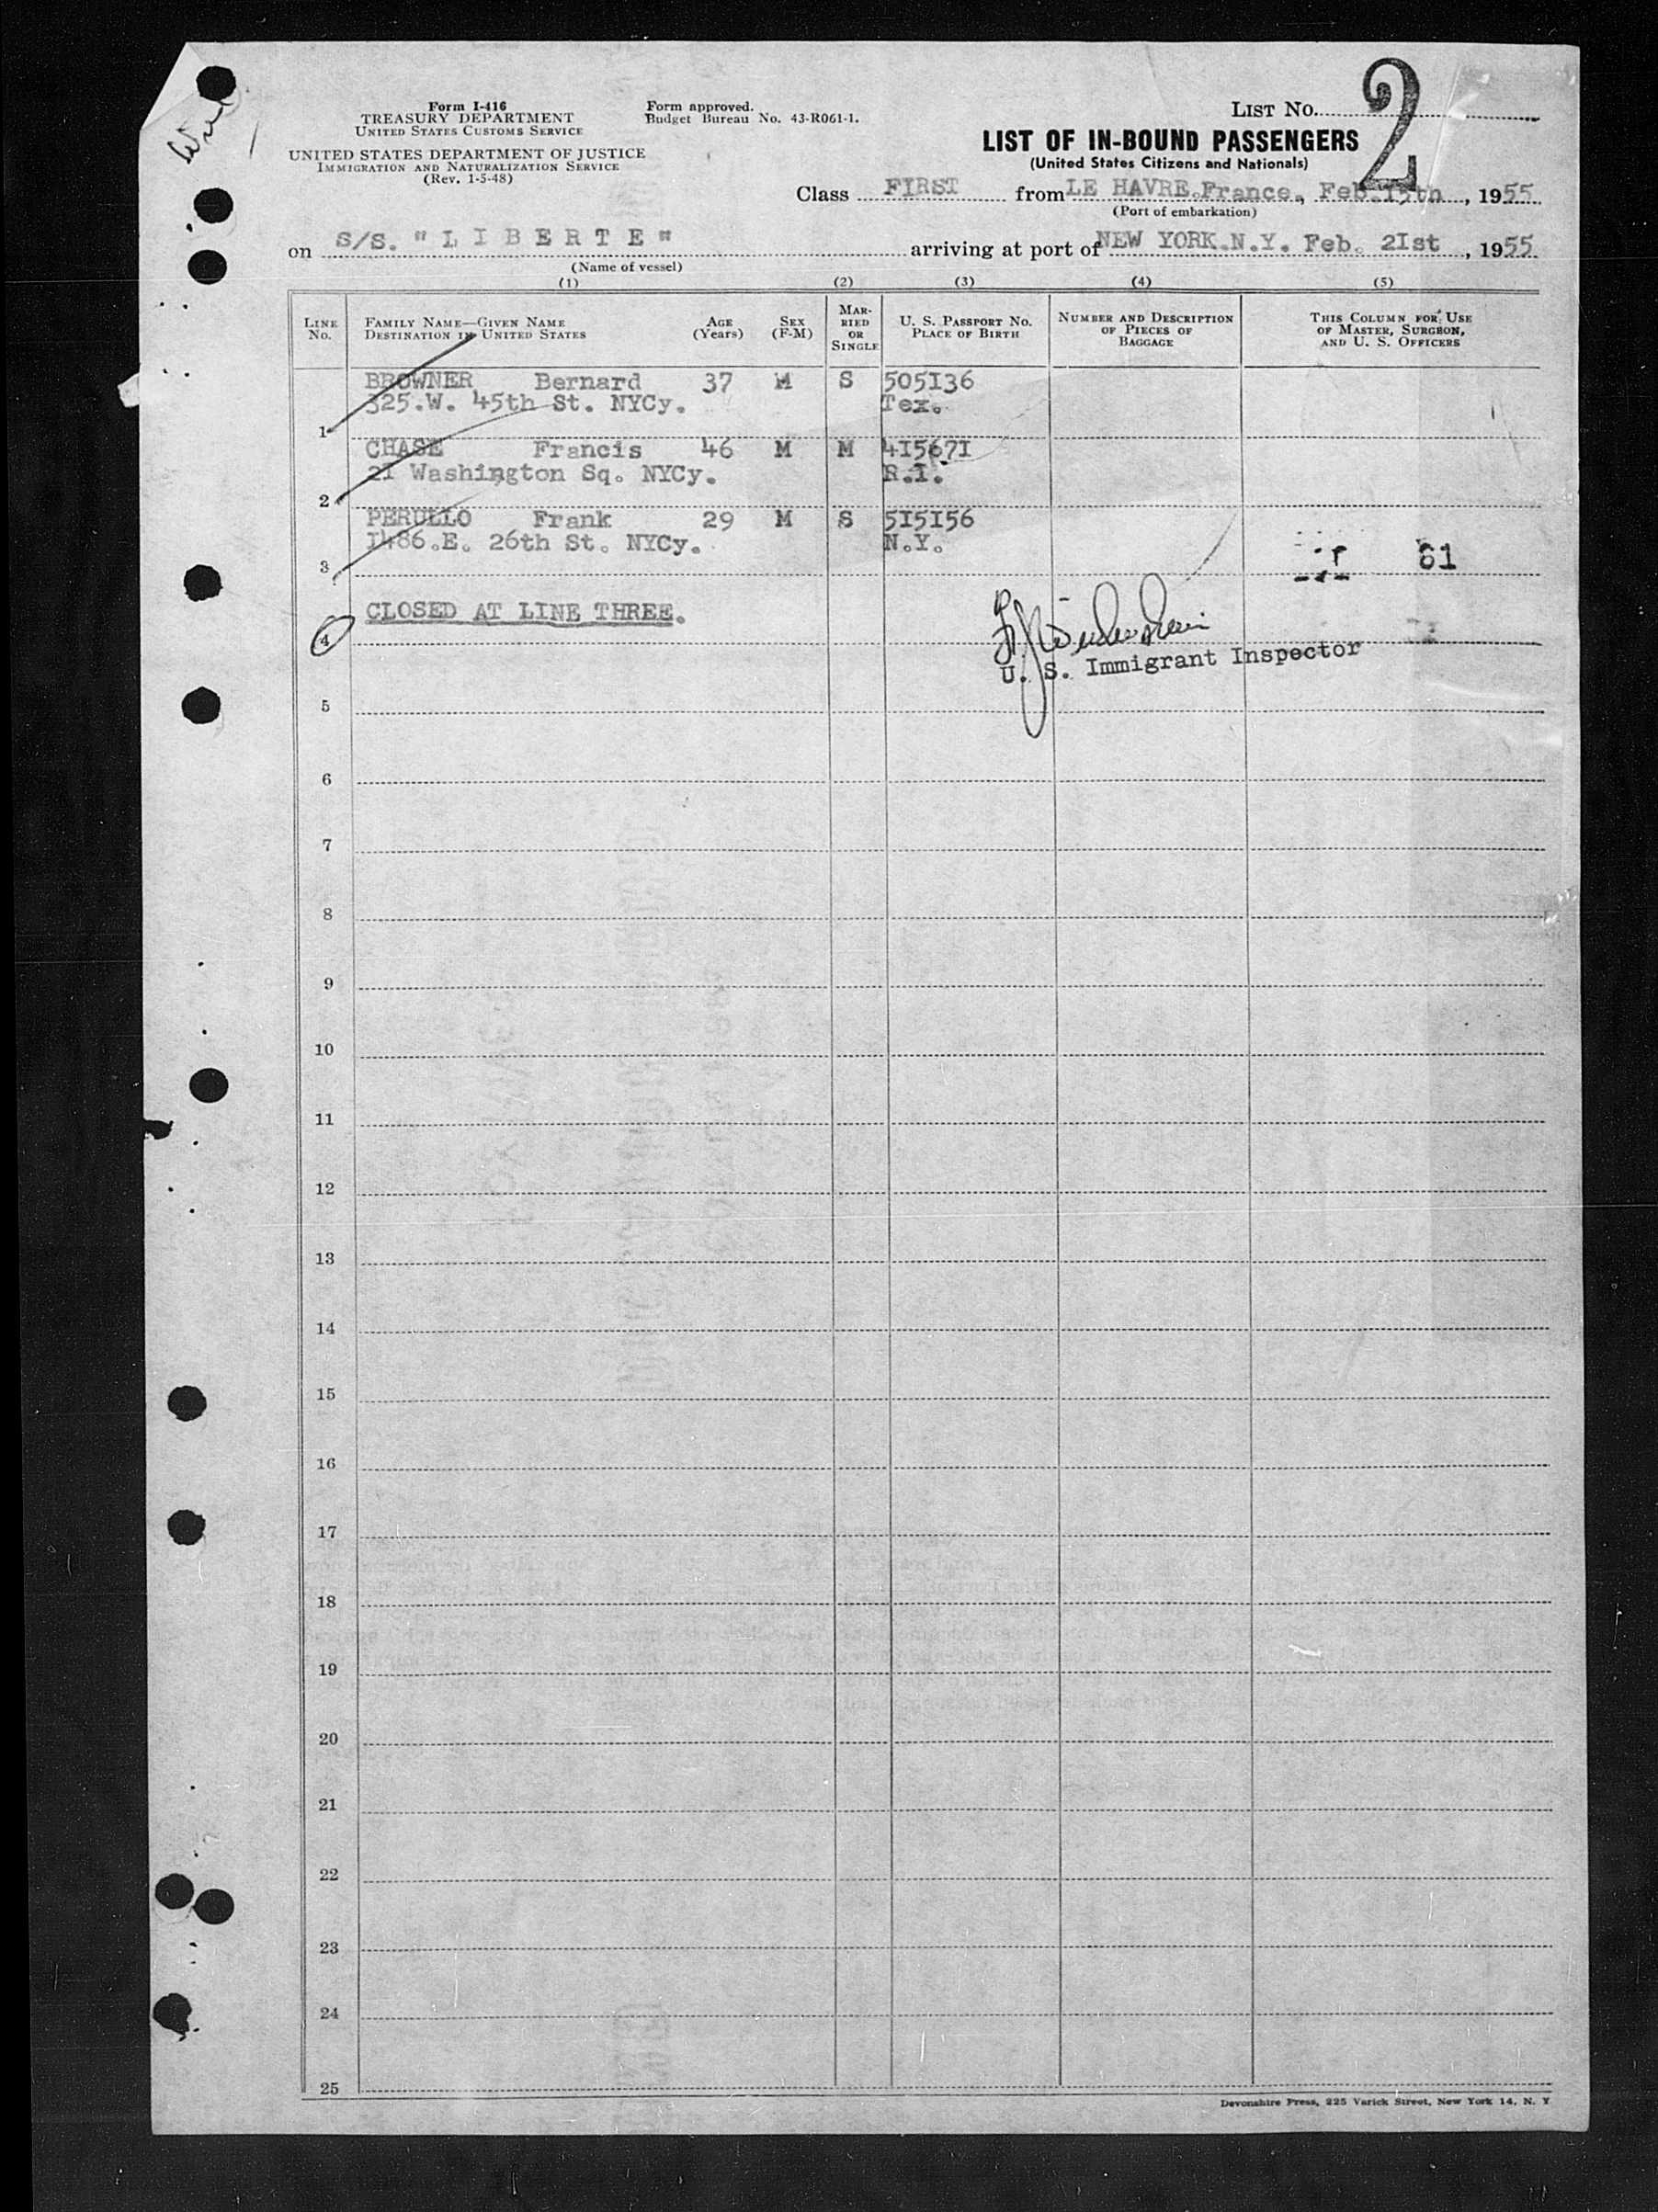 Form I-416
TREASURY DEPARTMENT
UNITED STATES CUSTOMS SERVICE
UNITED STATES DEPARTMENT OF JUSTICE
IMMIGRATION AND NATURALIZATION SERVICE
(Rev. 1-5-48)
Form approved.
Budget Bureau No. 43-R061-1.
LIST No. 2
LIST OF IN-BOUND PASSENGERS
(United States Citizens and Nationals)
Class FIRST from LE HAVRE.France, Feb.15th, 1955
(Port of embarkation)
on S/S. "LIBERTE" arriving at port of NEW YORK.N.Y. Feb. 2Ist, 1955
(Name of vessel)
(1) (2) (3) (4) (5)
LINE No. FAMILY NAME—GIVEN NAME DESTINATION IN UNITED STATES AGE (Years) SEX (F-M) MARRIED OR SINGLE U. S. PASSPORT No. PLACE OF BIRTH NUMBER AND DESCRIPTION OF PIECES OF BAGGAGE THIS COLUMN FOR USE OF MASTER, SURGEON, AND U. S. OFFICERS
BROWNER Bernard 37 M S 505I36
325.W. 45th St. NYCy. Tex.
1
CHASE Francis 46 M M 4I567I
2I Washington Sq. NYCy. R.I.
2
PERULLO Frank 29 M S 5I5I56
I486.E. 26th St. NYCy. N.Y.
3 61
CLOSED AT LINE THREE.
4
U. S. Immigrant Inspector
5
6
7
8
9
10
11
12
13
14
15
16
17
18
19
20
21
22
23
24
25
Devonshire Press, 225 Varick Street, New York 14, N. Y